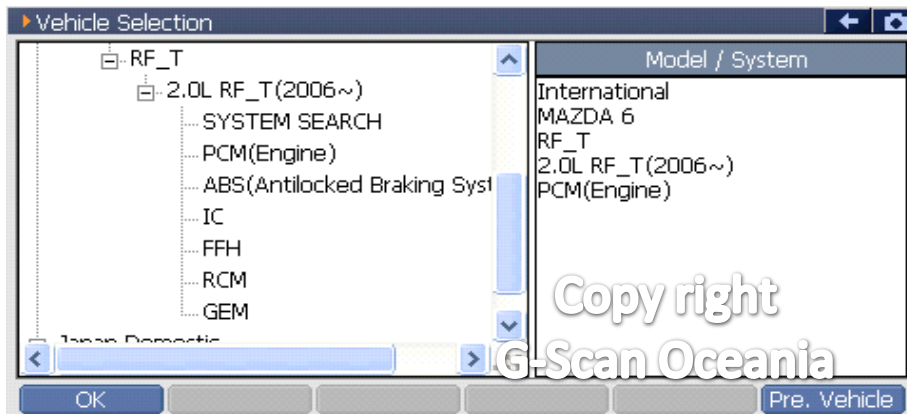 Vehicle Selection
RF_T
2.0L RF_T(2006~)
SYSTEM SEARCH
PCM(Engine)
ABS(Antilocked Braking Syst
IC
FFH
RCM
GEM
Japan Domestic
Model / System
International
MAZDA 6
RF_T
2.0L RF_T(2006~)
PCM(Engine)
Copy right
G-Scan Oceania
OK
Pre. Vehicle